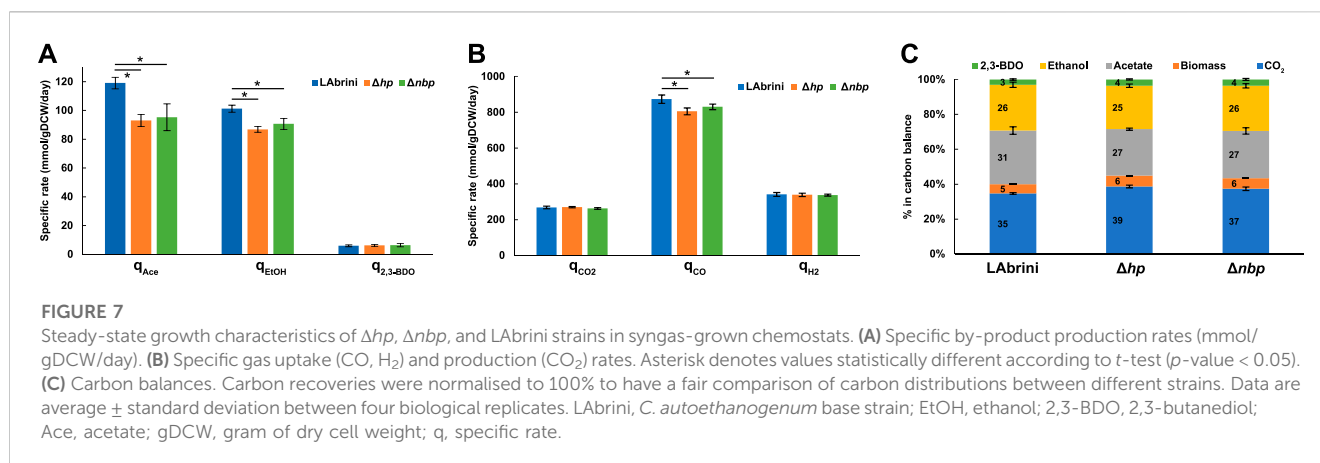 A
LAbrini Δhp Δnbp
Specific rate (mmol/gDCW/day)
120
100
80
60
40
20
0
* *
* *
qAce qEtOH q2,3-BDO
B
LAbrini Δhp Δnbp
Specific rate (mmol/gDCW/day)
1000
800
600
400
200
0
*
*
qCO2 qCO qH2
C
2,3-BDO Ethanol Acetate Biomass CO2
% in carbon balance
100%
80%
60%
40%
20%
0%
3 4 4
26 25 26
31 27 27
5 6 6
35 39 37
LAbrini Δhp Δnbp
FIGURE 7
Steady-state growth characteristics of Δhp, Δnbp, and LAbrini strains in syngas-grown chemostats. (A) Specific by-product production rates (mmol/
gDCW/day). (B) Specific gas uptake (CO, H2) and production (CO2) rates. Asterisk denotes values statistically different according to t-test (p-value < 0.05).
(C) Carbon balances. Carbon recoveries were normalised to 100% to have a fair comparison of carbon distributions between different strains. Data are
average ± standard deviation between four biological replicates. LAbrini, C. autoethanogenum base strain; EtOH, ethanol; 2,3-BDO, 2,3-butanediol;
Ace, acetate; gDCW, gram of dry cell weight; q, specific rate.